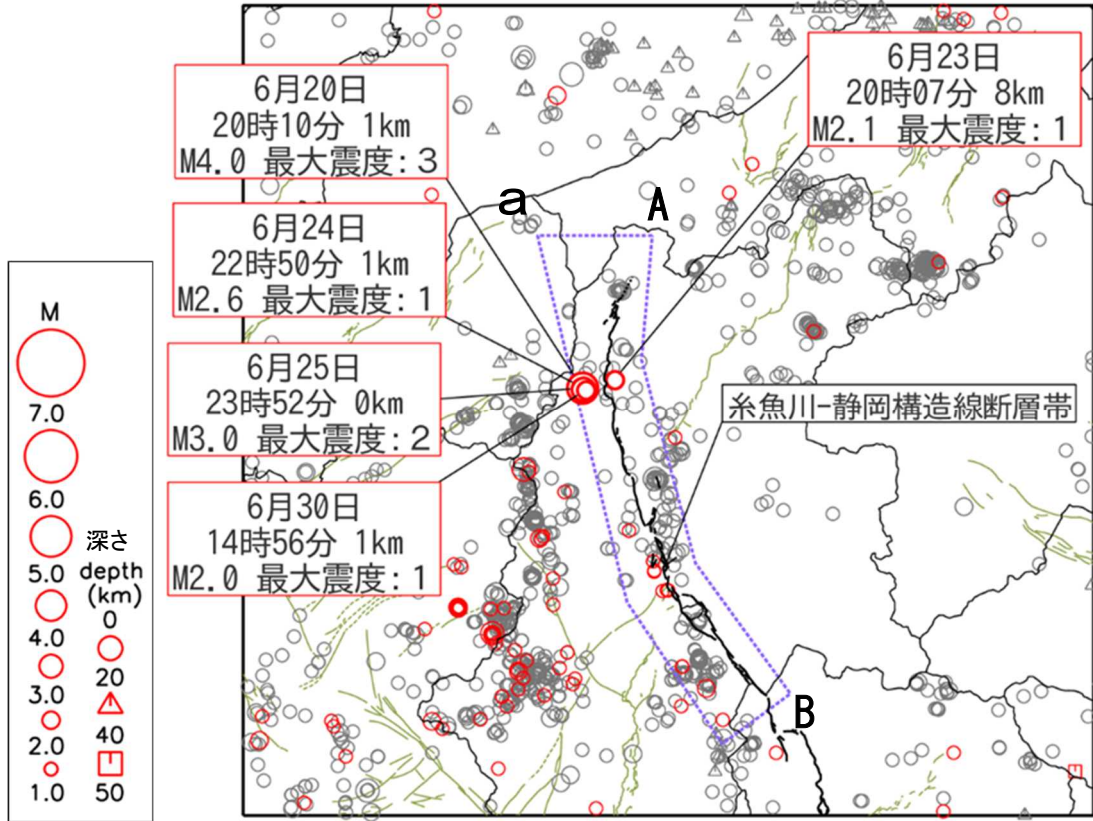 6月20日
20時10分 1km
M4.0 最大震度:3
6月23日
20時07分 8km
M2.1 最大震度:1
a
A
6月24日
22時50分 1km
M2.6 最大震度:1
6月25日
23時52分 0km
M3.0 最大震度:2
糸魚川-静岡構造線断層帯
6月30日
14時56分 1km
M2.0 最大震度:1
B
M
7.0
6.0
5.0
4.0
3.0
2.0
1.0
深さ
depth
(km)
0
20
40
50